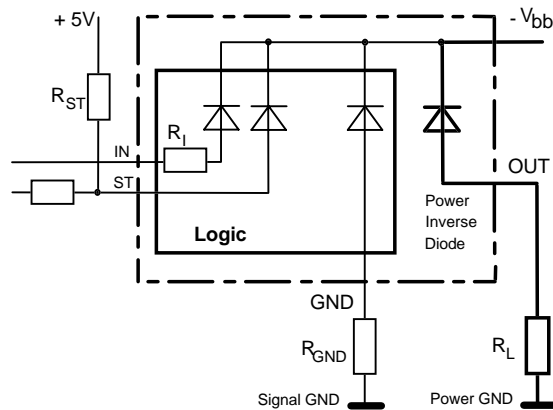 + 5V
- Vbb
RST
IN
RI
ST
OUT
Logic
Power
Inverse
Diode
GND
RGND
RL
Signal GND
Power GND